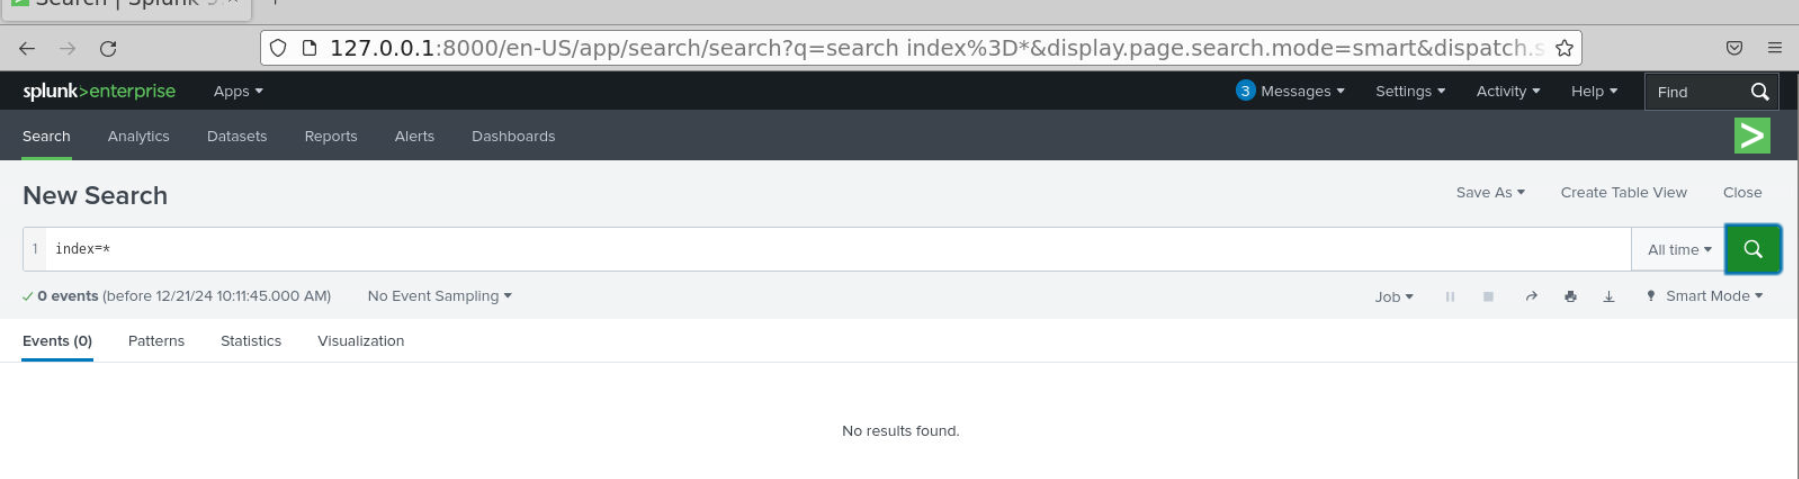 Search | Splunk 9.
127.0.0.1:8000/en-US/app/search/search?q=search index%3D*&display.page.search.mode=smart&dispatch.s
splunk>enterprise Apps 3 Messages Settings Activity Help Find
Search Analytics Datasets Reports Alerts Dashboards
New Search
Save As Create Table View Close
1 index=* All time
0 events (before 12/21/24 10:11:45.000 AM) No Event Sampling Job Smart Mode
Events (0) Patterns Statistics Visualization
No results found.